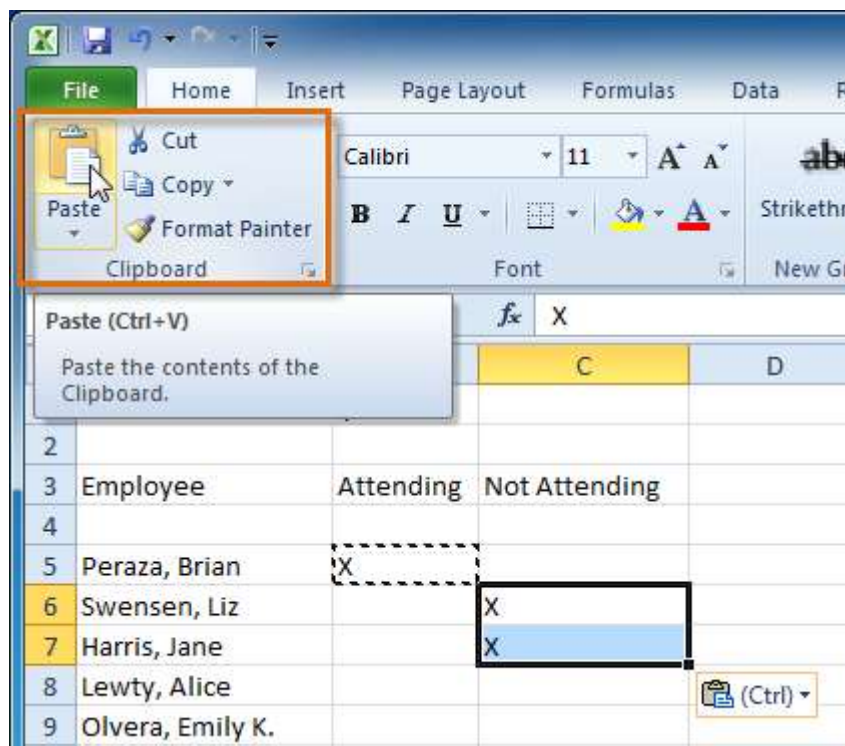 File Home Insert Page Layout Formulas Data
Cut
Copy
Paste
Format Painter
Clipboard
Calibri 11 A A
B I U A
Font
abc
Strikethr
New G
Paste (Ctrl+V)
Paste the contents of the
Clipboard.
fx X
C D
2
3 Employee Attending Not Attending
4
5 Peraza, Brian X
6 Swensen, Liz X
7 Harris, Jane X
8 Lewty, Alice
(Ctrl)
9 Olvera, Emily K.